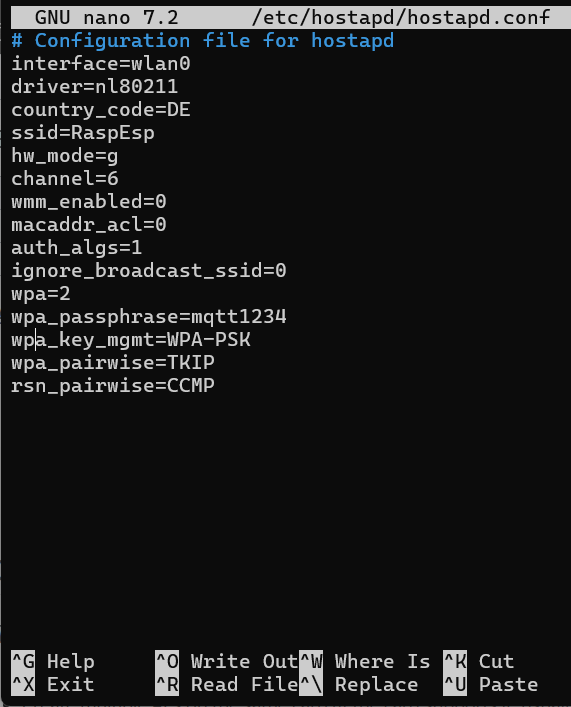 GNU nano 7.2 /etc/hostapd/hostapd.conf
# Configuration file for hostapd
interface=wlan0
driver=nl80211
country_code=DE
ssid=RaspEsp
hw_mode=g
channel=6
wmm_enabled=0
macaddr_acl=0
auth_algs=1
ignore_broadcast_ssid=0
wpa=2
wpa_passphrase=mqtt1234
wpa_key_mgmt=WPA-PSK
wpa_pairwise=TKIP
rsn_pairwise=CCMP
^G Help ^O Write Out ^W Where Is ^K Cut
^X Exit ^R Read File ^\ Replace ^U Paste